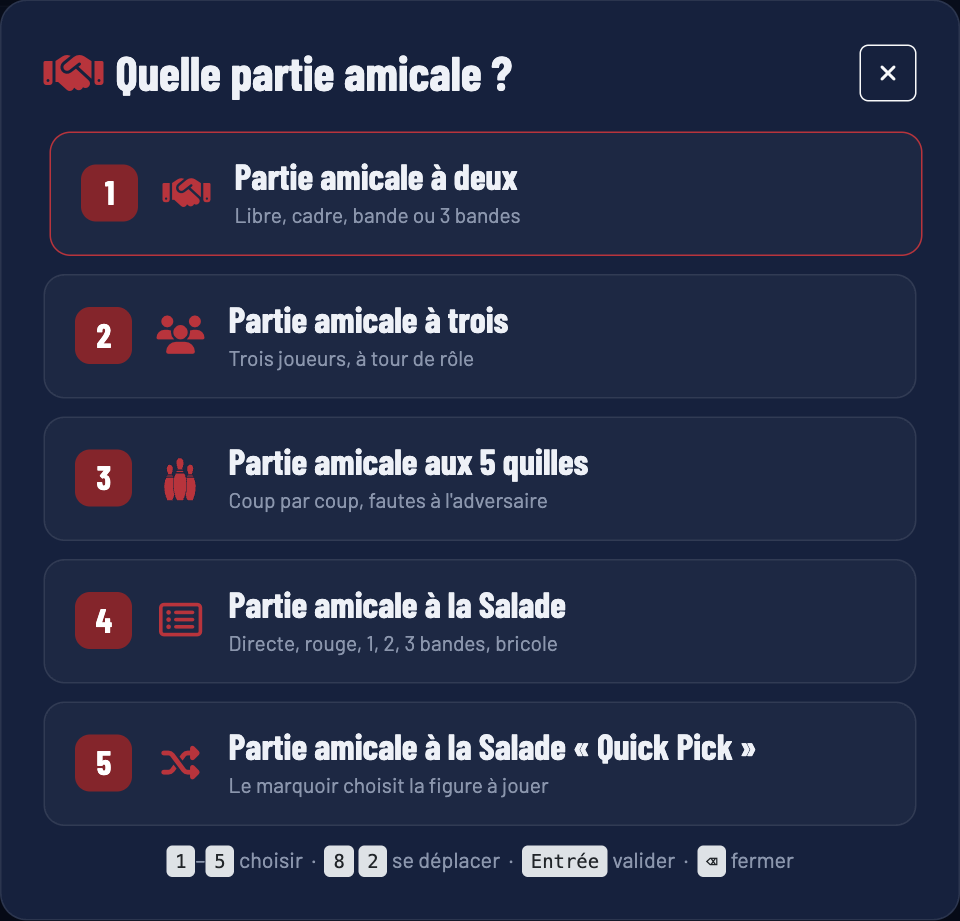 Quelle partie amicale ?
1
Partie amicale à deux
Libre, cadre, bande ou 3 bandes
2
Partie amicale à trois
Trois joueurs, à tour de rôle
3
Partie amicale aux 5 quilles
Coup par coup, fautes à l'adversaire
4
Partie amicale à la Salade
Directe, rouge, 1, 2, 3 bandes, bricole
5
Partie amicale à la Salade « Quick Pick »
Le marquoir choisit la figure à jouer
1–5 choisir · 8 2 se déplacer · Entrée valider · ⌫ fermer